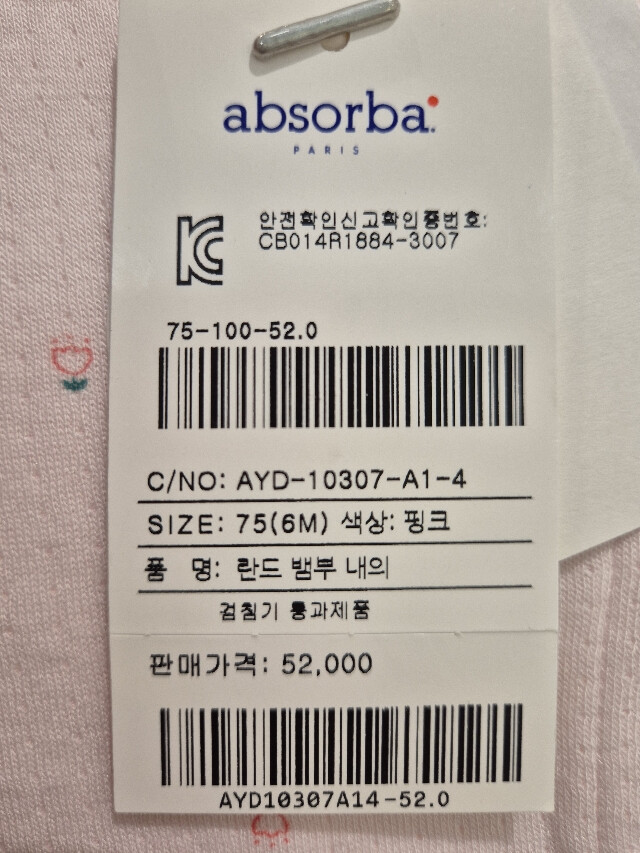 absorba.
PARIS
안전확인신고확인증번호:
CB014R1884-3007
75-100-52.0
C/NO: AYD-10307-A1-4
SIZE: 75(6M) 색상: 핑크
품 명: 란드 뱀부 내의
검침기 통과제품
판매가격: 52,000
AYD10307A14-52.0